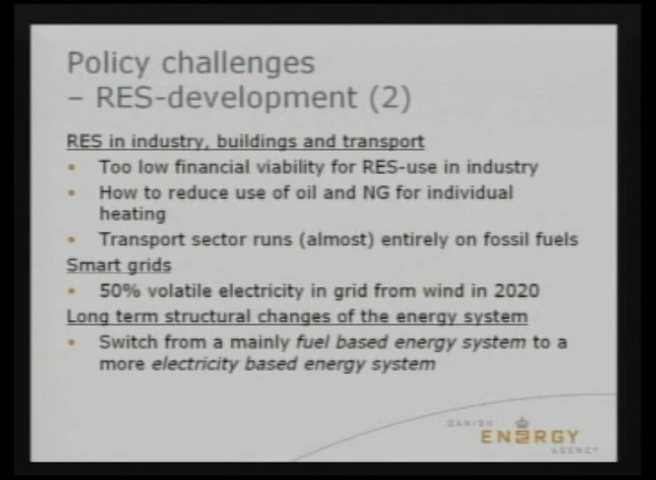 Policy challenges
– RES-development (2)
RES in industry, buildings and transport
• Too low financial viability for RES-use in industry
• How to reduce use of oil and NG for individual
heating
• Transport sector runs (almost) entirely on fossil fuels
Smart grids
• 50% volatile electricity in grid from wind in 2020
Long term structural changes of the energy system
• Switch from a mainly fuel based energy system to a
more electricity based energy system
DANISH
ENERGY
AGENCY